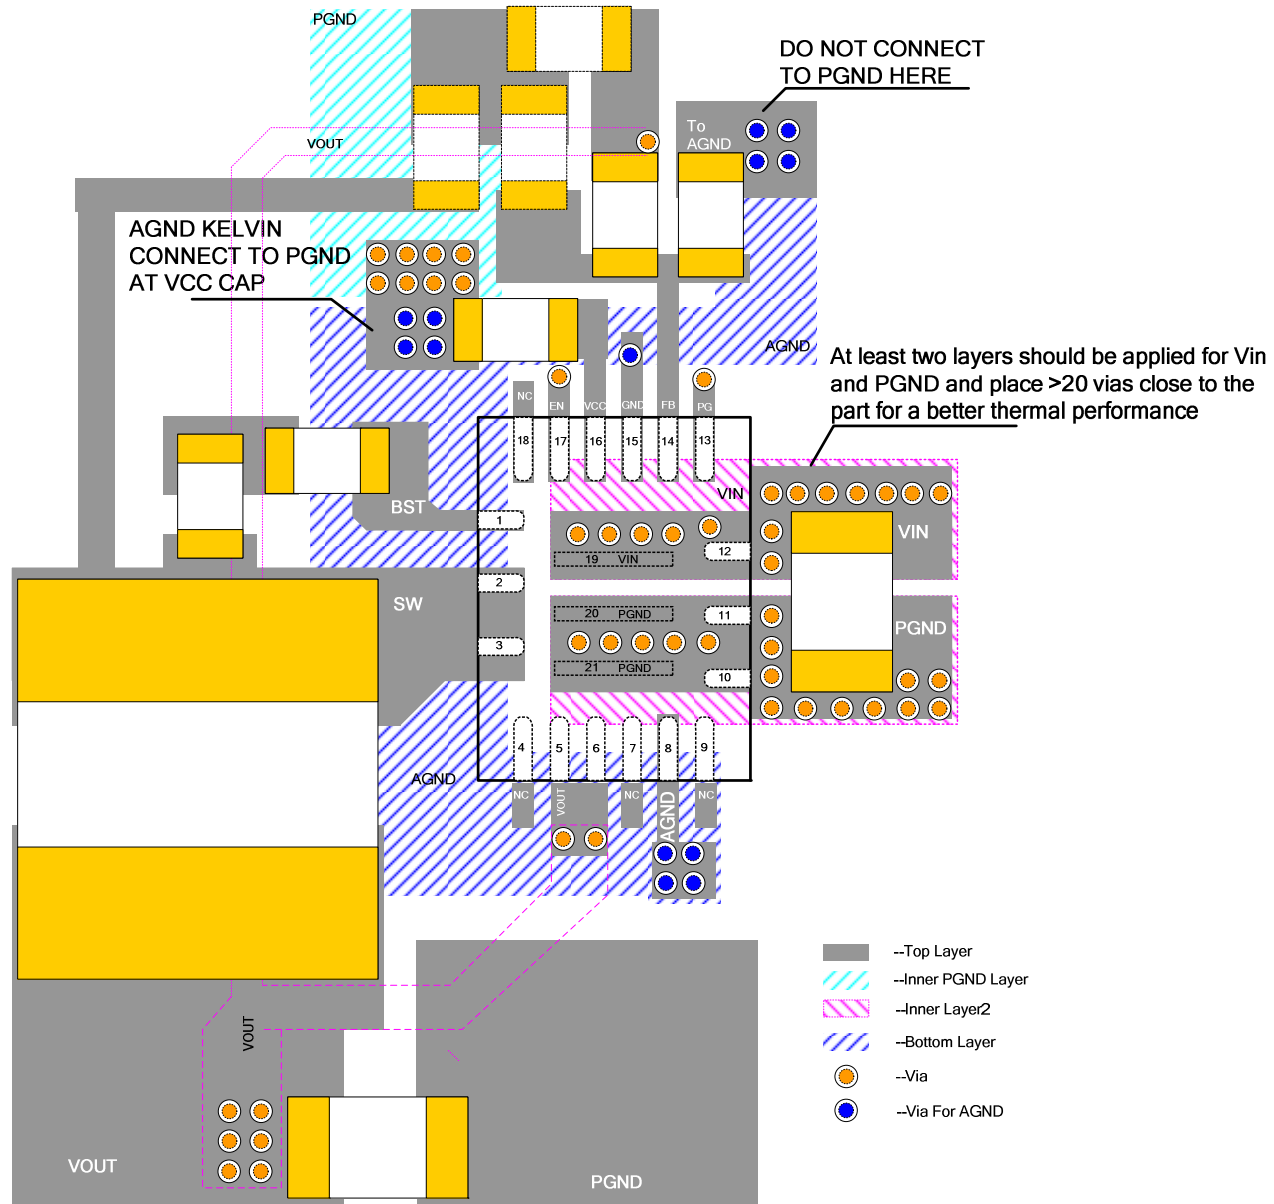 PGND
DO NOT CONNECT
TO PGND HERE
To
AGND
VOUT
AGND KELVIN
CONNECT TO PGND
AT VCC CAP
AGND
At least two layers should be applied for Vin
and PGND and place >20 vias close to the
part for a better thermal performance
NC
EN
VCC
GND
FB
PG
18
17
16
15
14
13
VIN
BST
1
12
19 VIN
VIN
2
SW
20 PGND
11
PGND
3
21 PGND
10
4
5
6
7
8
9
AGND
NC
VOUT
NC
AGND
NC
--Top Layer
--Inner PGND Layer
--Inner Layer2
--Bottom Layer
--Via
--Via For AGND
VOUT
VOUT
PGND